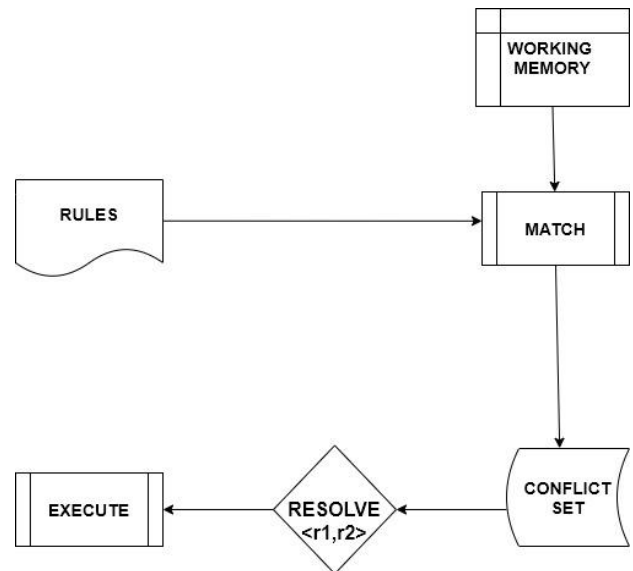 WORKING
MEMORY
RULES
MATCH
CONFLICT
SET
RESOLVE
<r1,r2>
EXECUTE